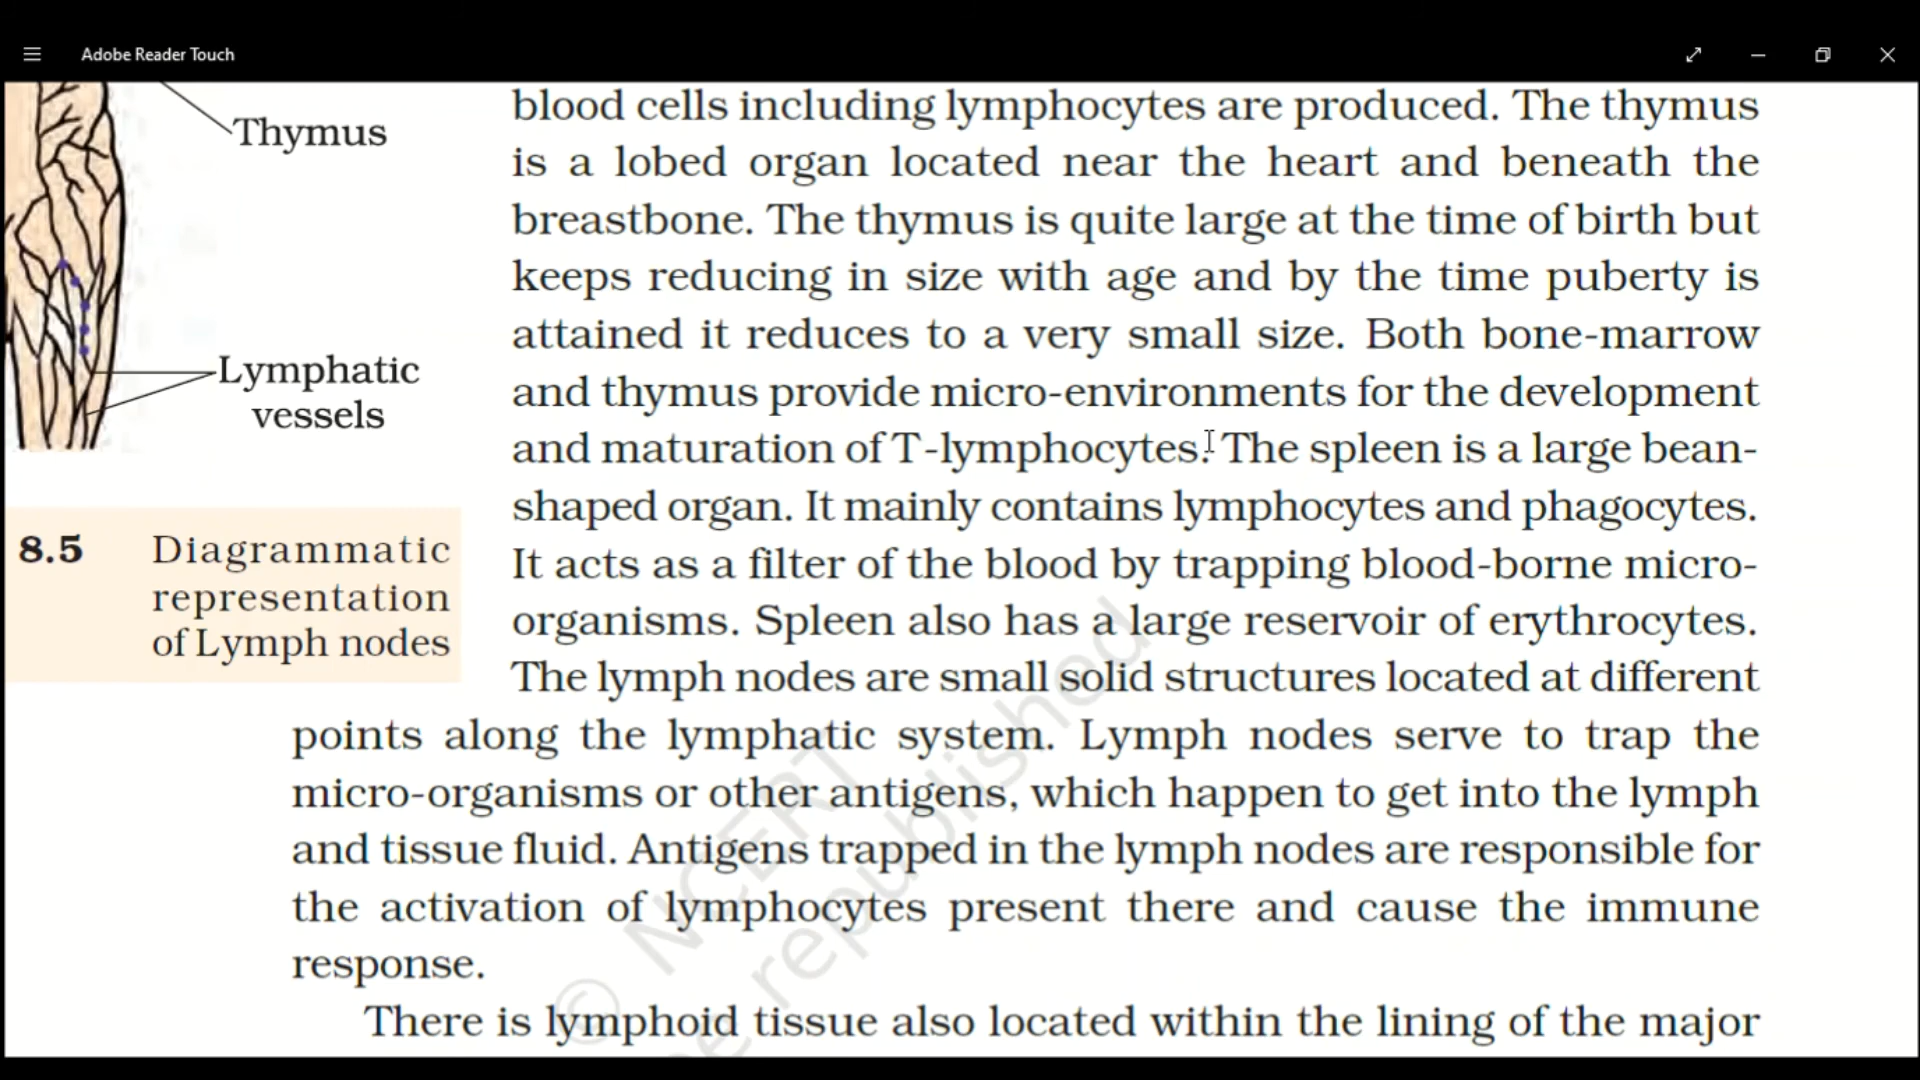 Adobe Reader Touch
Thymus
Lymphatic
vessels
8.5 Diagrammatic
representation
of Lymph nodes
blood cells including lymphocytes are produced. The thymus
is a lobed organ located near the heart and beneath the
breastbone. The thymus is quite large at the time of birth but
keeps reducing in size with age and by the time puberty is
attained it reduces to a very small size. Both bone-marrow
and thymus provide micro-environments for the development
and maturation of T-lymphocytes. The spleen is a large bean-
shaped organ. It mainly contains lymphocytes and phagocytes.
It acts as a filter of the blood by trapping blood-borne micro-
organisms. Spleen also has a large reservoir of erythrocytes.
The lymph nodes are small solid structures located at different
points along the lymphatic system. Lymph nodes serve to trap the
micro-organisms or other antigens, which happen to get into the lymph
and tissue fluid. Antigens trapped in the lymph nodes are responsible for
the activation of lymphocytes present there and cause the immune
response.
There is lymphoid tissue also located within the lining of the major
© NCERT
republished